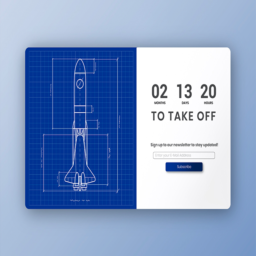 02 13 20
MONTHS DAYS HOURS
TO TAKE OFF
Sign up to our newsletter to stay updated!
Subscribe